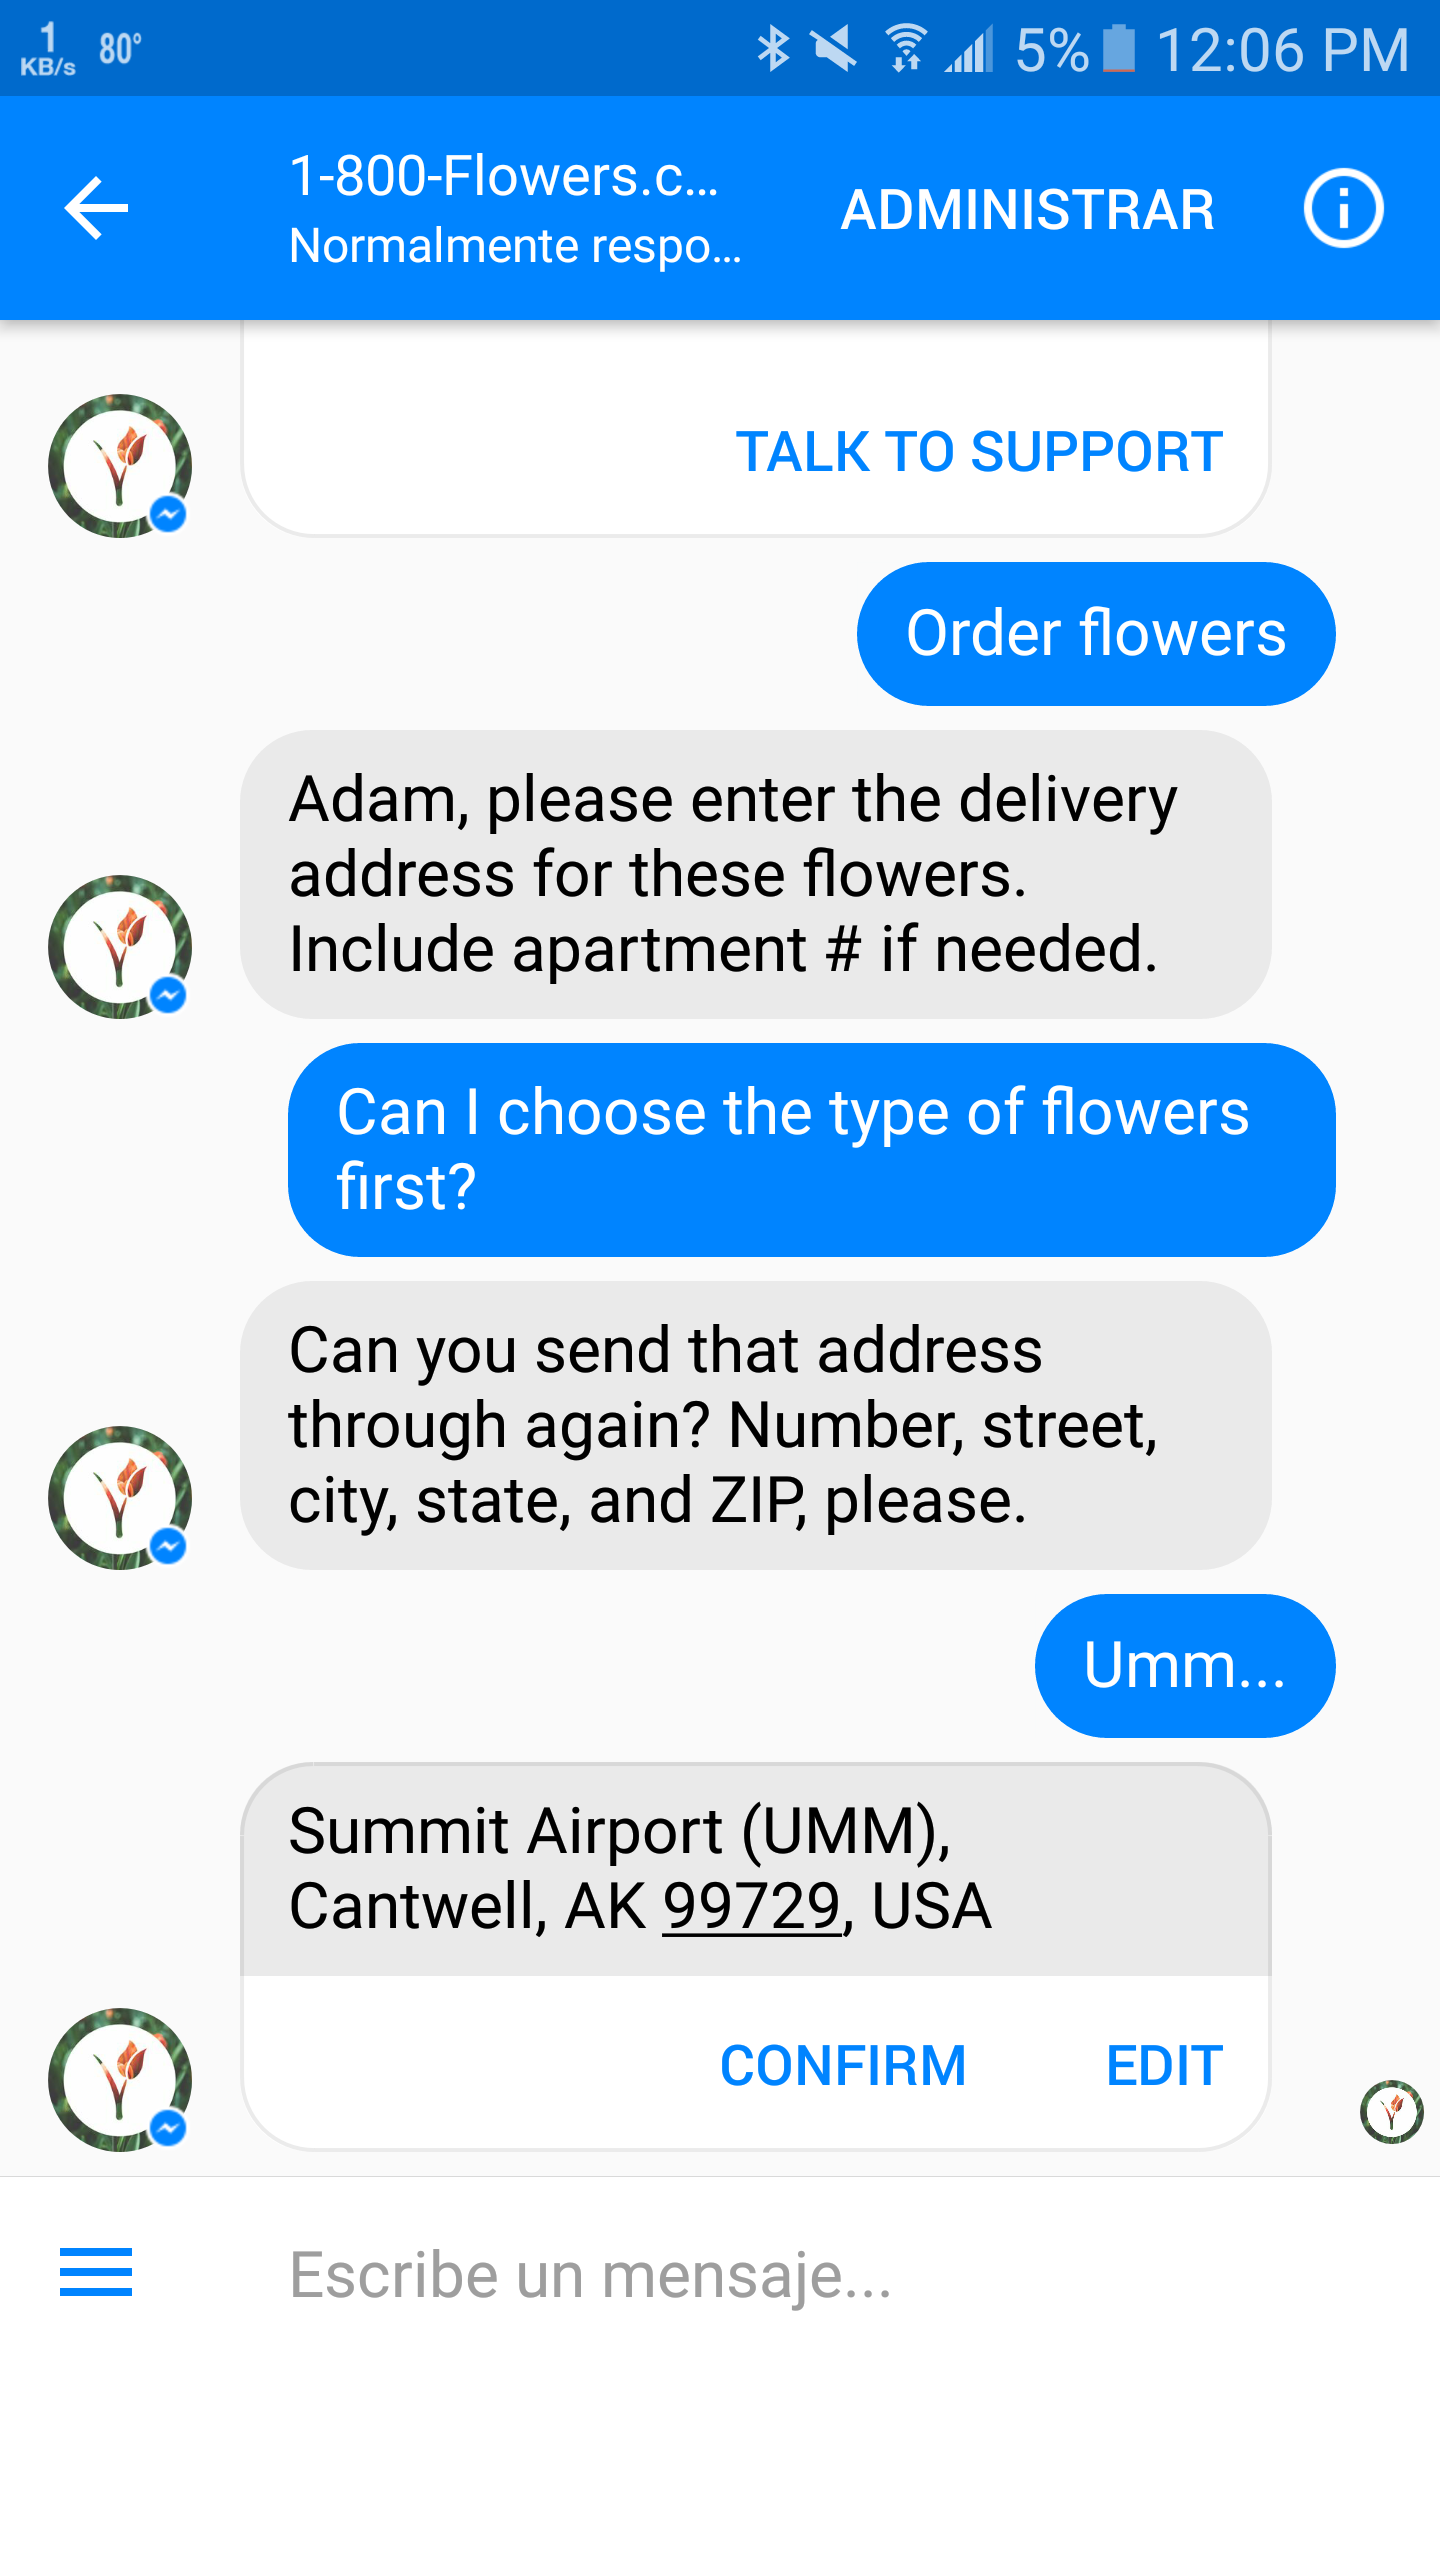 1
KB/s
80°
5%
12:06 PM
1-800-Flowers.c...
Normalmente respo...
ADMINISTRAR
TALK TO SUPPORT
Order flowers
Adam, please enter the delivery
address for these flowers.
Include apartment # if needed.
Can I choose the type of flowers
first?
Can you send that address
through again? Number, street,
city, state, and ZIP, please.
Umm...
Summit Airport (UMM),
Cantwell, AK 99729, USA
CONFIRM
EDIT
Escribe un mensaje...